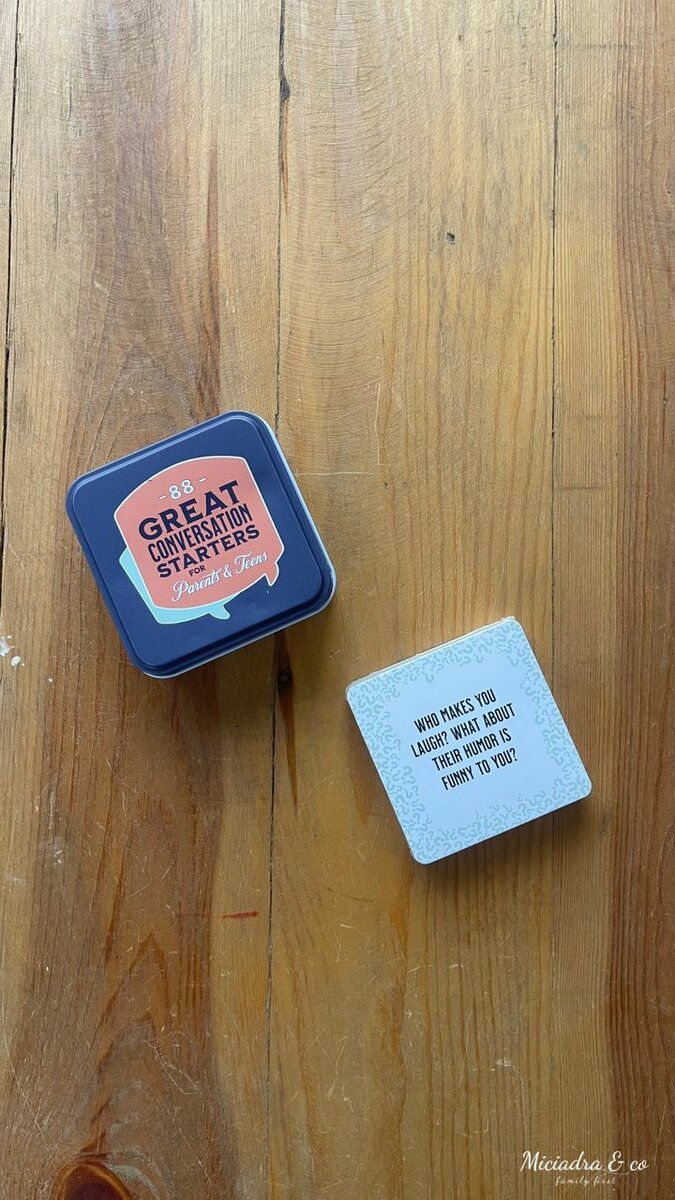 -88-
GREAT
CONVERSATION
STARTERS
FOR
Parents & Teens
WHO MAKES YOU
LAUGH? WHAT ABOUT
THEIR HUMOR IS
FUNNY TO YOU?
Miciadra & co
family first